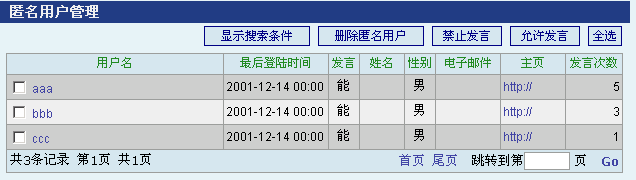 匿名用户管理
显示搜索条件 删除匿名用户 禁止发言 允许发言 全选
用户名 最后登陆时间 发言 姓名 性别 电子邮件 主页 发言次数
aaa 2001-12-14 00:00 能 男 http:// 5
bbb 2001-12-14 00:00 能 男 http:// 3
ccc 2001-12-14 00:00 能 男 http:// 1
共3条记录 第1页 共1页 首页 尾页 跳转到第 页 Go